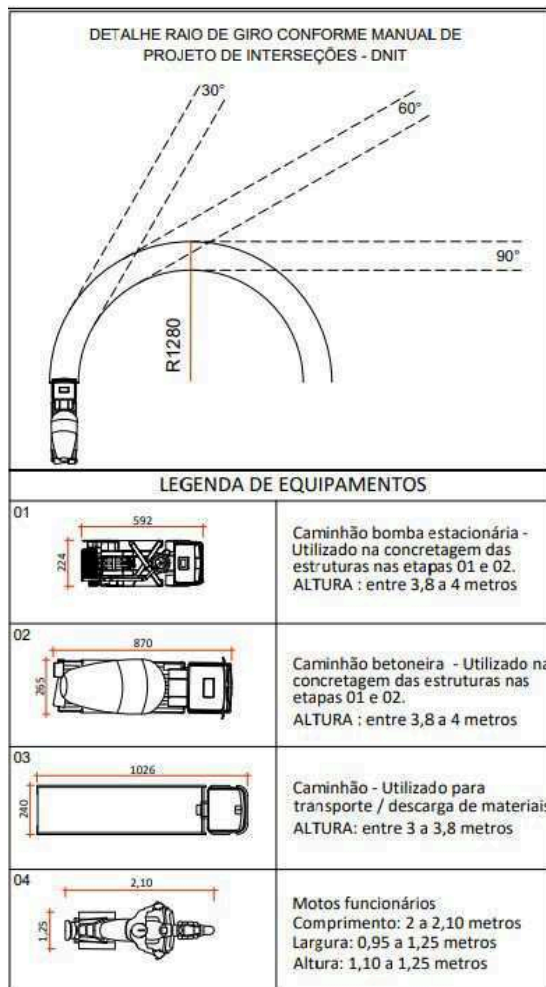 DETALHE RAIO DE GIRO CONFORME MANUAL DE
PROJETO DE INTERSEÇÕES - DNIT
30°
60°
90°
R1280
LEGENDA DE EQUIPAMENTOS
01
592
224
Caminhão bomba estacionária -
Utilizado na concretagem das
estruturas nas etapas 01 e 02.
ALTURA : entre 3,8 a 4 metros
02
870
265
Caminhão betoneira - Utilizado na
concretagem das estruturas nas
etapas 01 e 02.
ALTURA : entre 3,8 a 4 metros
03
1026
240
Caminhão - Utilizado para
transporte / descarga de materiais
ALTURA: entre 3 a 3,8 metros
04
2,10
1,25
Motos funcionários
Comprimento: 2 a 2,10 metros
Largura: 0,95 a 1,25 metros
Altura: 1,10 a 1,25 metros